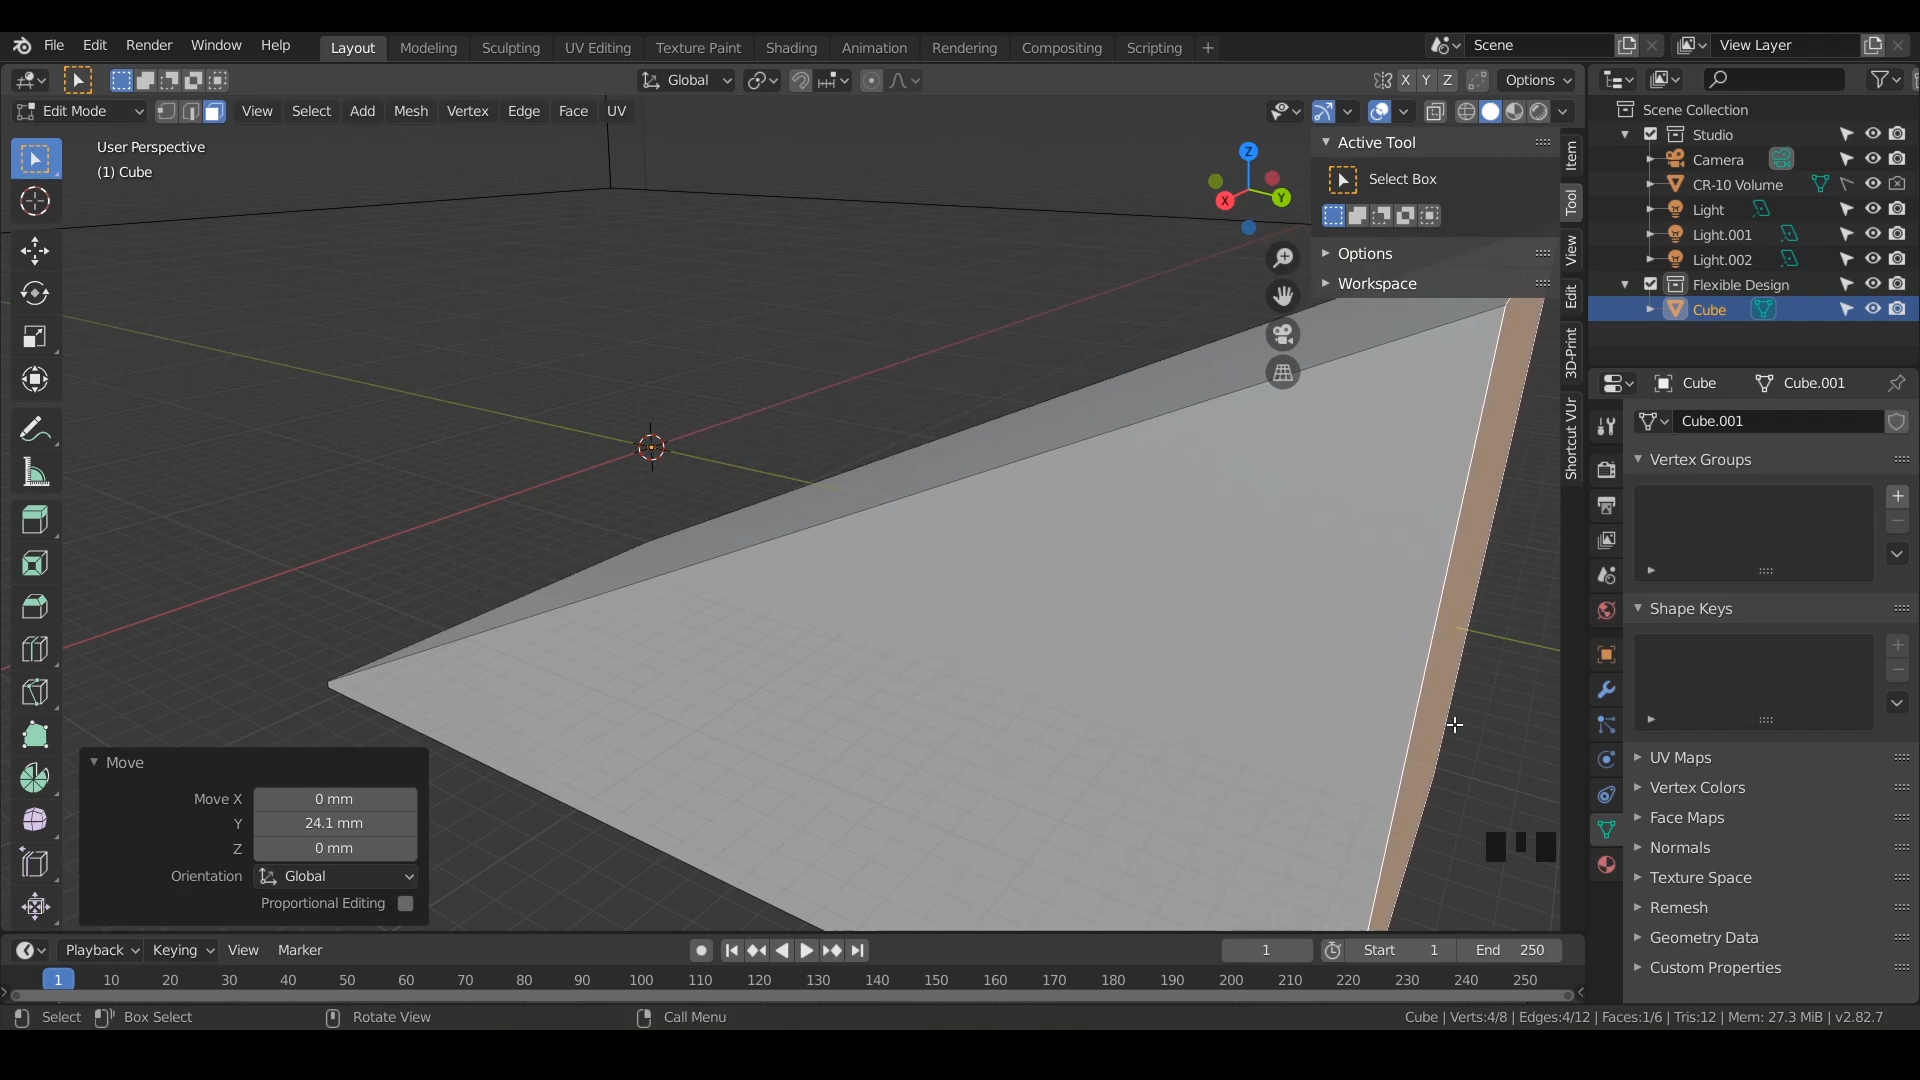 File Edit Render Window Help Layout Modeling Sculpting UV Editing Texture Paint Shading Animation Rendering Compositing Scripting + Scene View Layer
Global X Y Z Options
Edit Mode View Select Add Mesh Vertex Edge Face UV
User Perspective
(1) Cube
Z
X
Y
Active Tool
Select Box
Options
Workspace
Item
Tool
View
Edit
3D-Print
Shortcut VUr
Scene Collection
Studio
Camera
CR-10 Volume
Light
Light.001
Light.002
Flexible Design
Cube
Cube Cube.001
Cube.001
Vertex Groups
Shape Keys
UV Maps
Vertex Colors
Face Maps
Normals
Texture Space
Remesh
Geometry Data
Custom Properties
Move
Move X 0 mm
Y 24.1 mm
Z 0 mm
Orientation Global
Proportional Editing
Playback Keying View Marker 1 Start 1 End 250
1 10 20 30 40 50 60 70 80 90 100 110 120 130 140 150 160 170 180 190 200 210 220 230 240 250
Select Box Select Rotate View Call Menu Cube | Verts:4/8 | Edges:4/12 | Faces:1/6 | Tris:12 | Mem: 27.3 MiB | v2.82.7